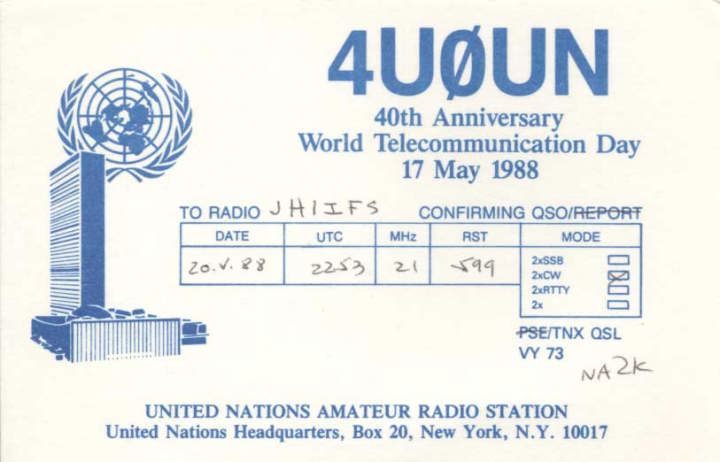 4UØUN
40th Anniversary
World Telecommunication Day
17 May 1988
TO RADIO JH1IFS CONFIRMING QSO/REPORT
DATE UTC MHz RST MODE
20.V.88 2253 21 599
2xSSB
2xCW
2xRTTY
2x
PSE/TNX QSL
VY 73
NA2K
UNITED NATIONS AMATEUR RADIO STATION
United Nations Headquarters, Box 20, New York, N.Y. 10017